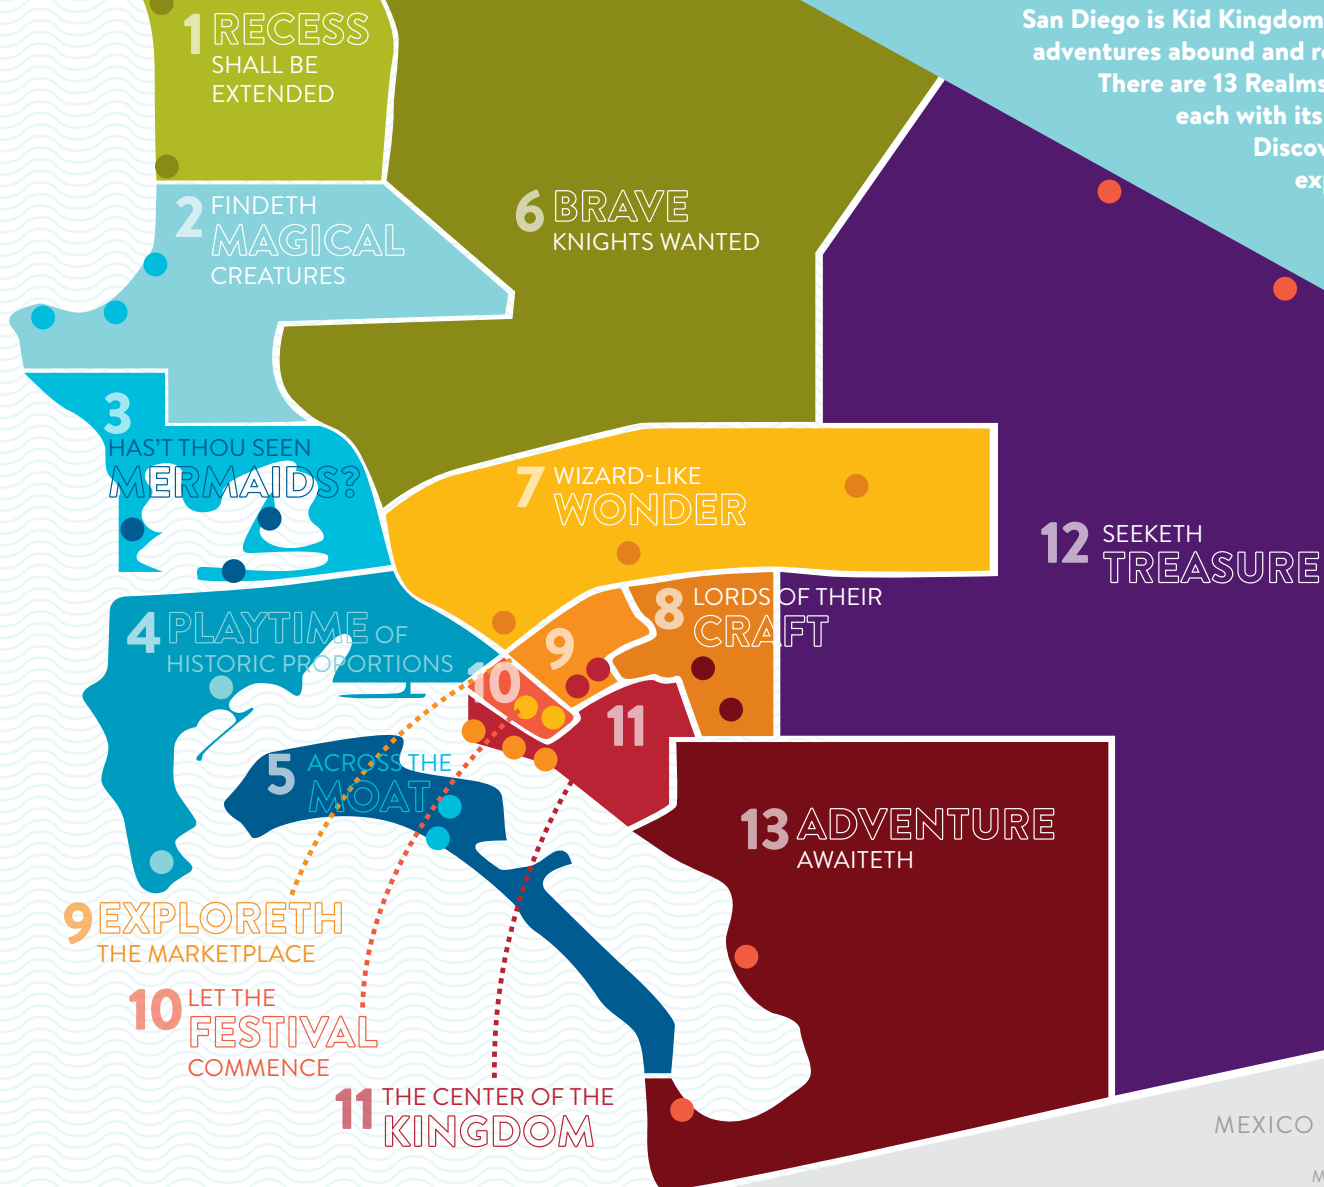 San Diego is Kid Kingdom
adventures abound and
There are 13 Realms
each with its
1 RECESS
SHALL BE
EXTENDED
2 FINDETH
MAGICAL
CREATURES
6 BRAVE
KNIGHTS WANTED
3
HAS'T THOU SEEN
MERMAIDS?
7 WIZARD-LIKE
WONDER
12 SEEKETH
TREASURE
4 PLAYTIME OF
HISTORIC PROPORTIONS
8 LORDS OF THEIR
CRAFT
9
10
11
5 ACROSS THE
MOAT
13 ADVENTURE
AWAITETH
9 EXPLORETH
THE MARKETPLACE
10 LET THE
FESTIVAL
COMMENCE
11 THE CENTER OF THE
KINGDOM
MEXICO